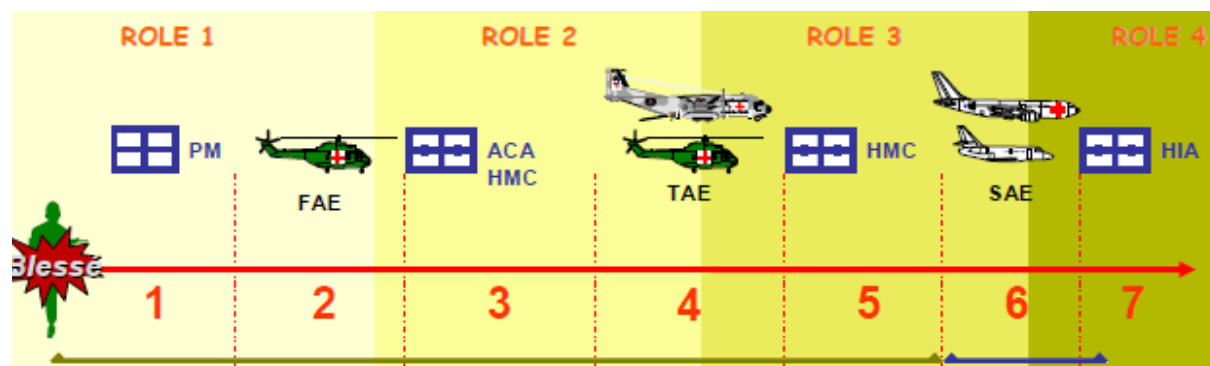 ROLE 1
ROLE 2
ROLE 3
ROLE 4
PM
FAE
ACA
HMC
TAE
HMC
SAE
HIA
Blessé
1
2
3
4
5
6
7